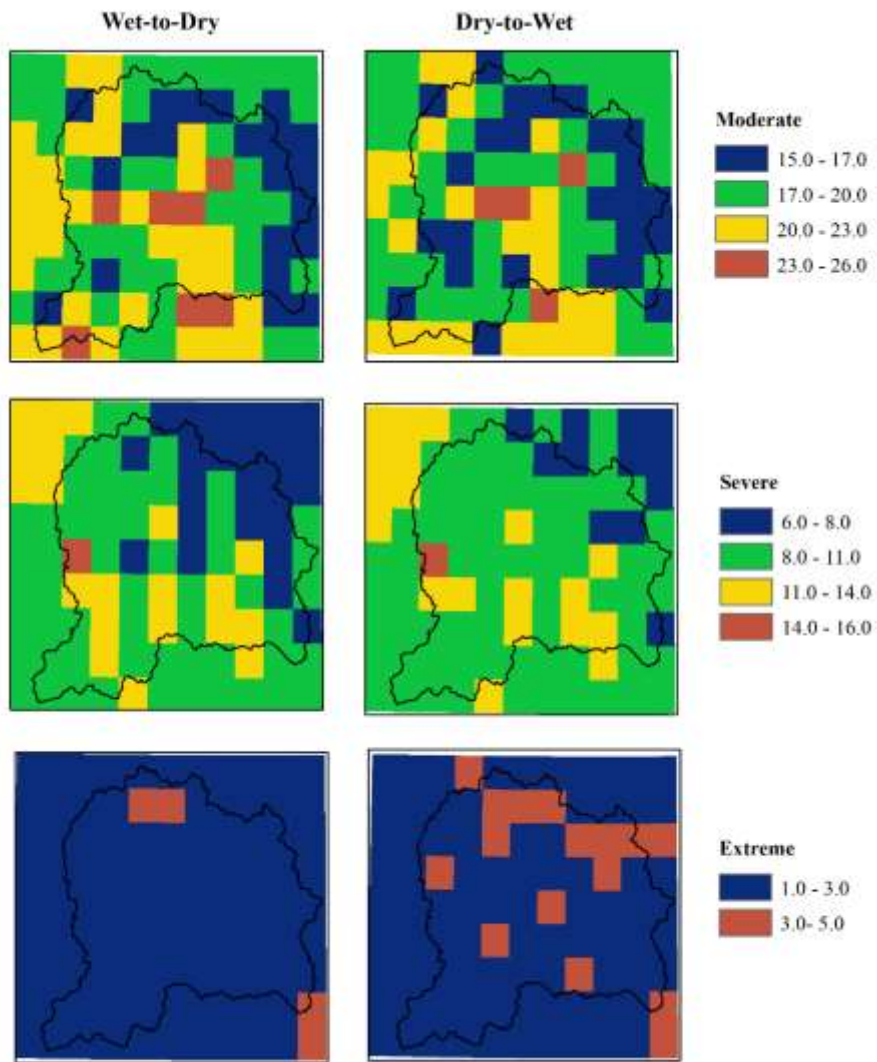 Wet-to-Dry
Dry-to-Wet
Moderate
15.0 - 17.0
17.0 - 20.0
20.0 - 23.0
23.0 - 26.0
Severe
6.0 - 8.0
8.0 - 11.0
11.0 - 14.0
14.0 - 16.0
Extreme
1.0 - 3.0
3.0- 5.0